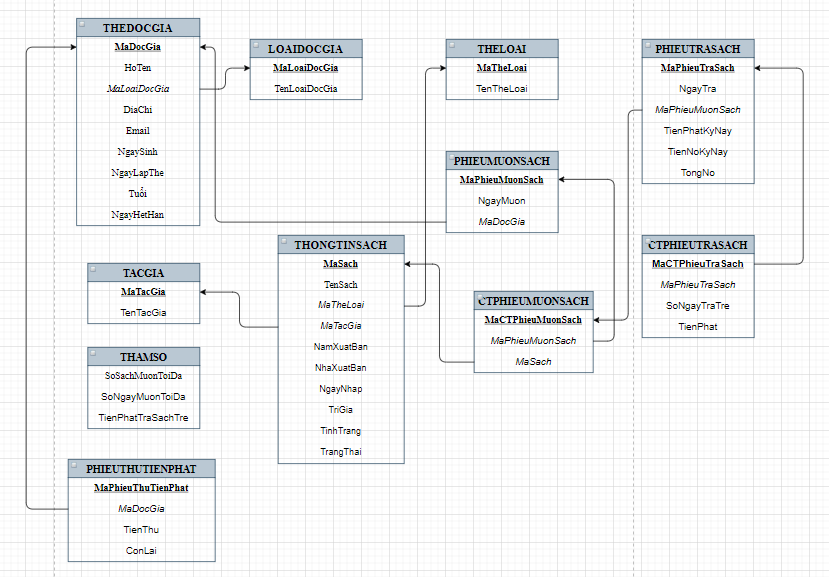 THEDOCGIA
MaDocGia
HoTen
MaLoaiDocGia
DiaChi
Email
NgaySinh
NgayLapThe
Tuổi
NgayHetHan
LOAIDOCGIA
MaLoaiDocGia
TenLoaiDocGia
THELOAI
MaTheLoai
TenTheLoai
PHIEUTRASACH
MaPhieuTraSach
NgayTra
MaPhieuMuonSach
TienPhatKyNay
TienNoKyNay
TongNo
PHIEUMUONSACH
MaPhieuMuonSach
NgayMuon
MaDocGia
TACGIA
MaTacGia
TenTacGia
THONGTINSACH
MaSach
TenSach
MaTheLoai
MaTacGia
NamXuatBan
NhaXuatBan
NgayNhap
TriGia
TinhTrang
TrangThai
CTPHIEUMUONSACH
MaCTPhieuMuonSach
MaPhieuMuonSach
MaSach
CTPHIEUTRASACH
MaCTPhieuTraSach
MaPhieuTraSach
SoNgayTraTre
TienPhat
THAMSO
SoSachMuonToiDa
SoNgayMuonToiDa
TienPhatTraSachTre
PHIEUTHUTIENPHAT
MaPhieuThuTienPhat
MaDocGia
TienThu
ConLai